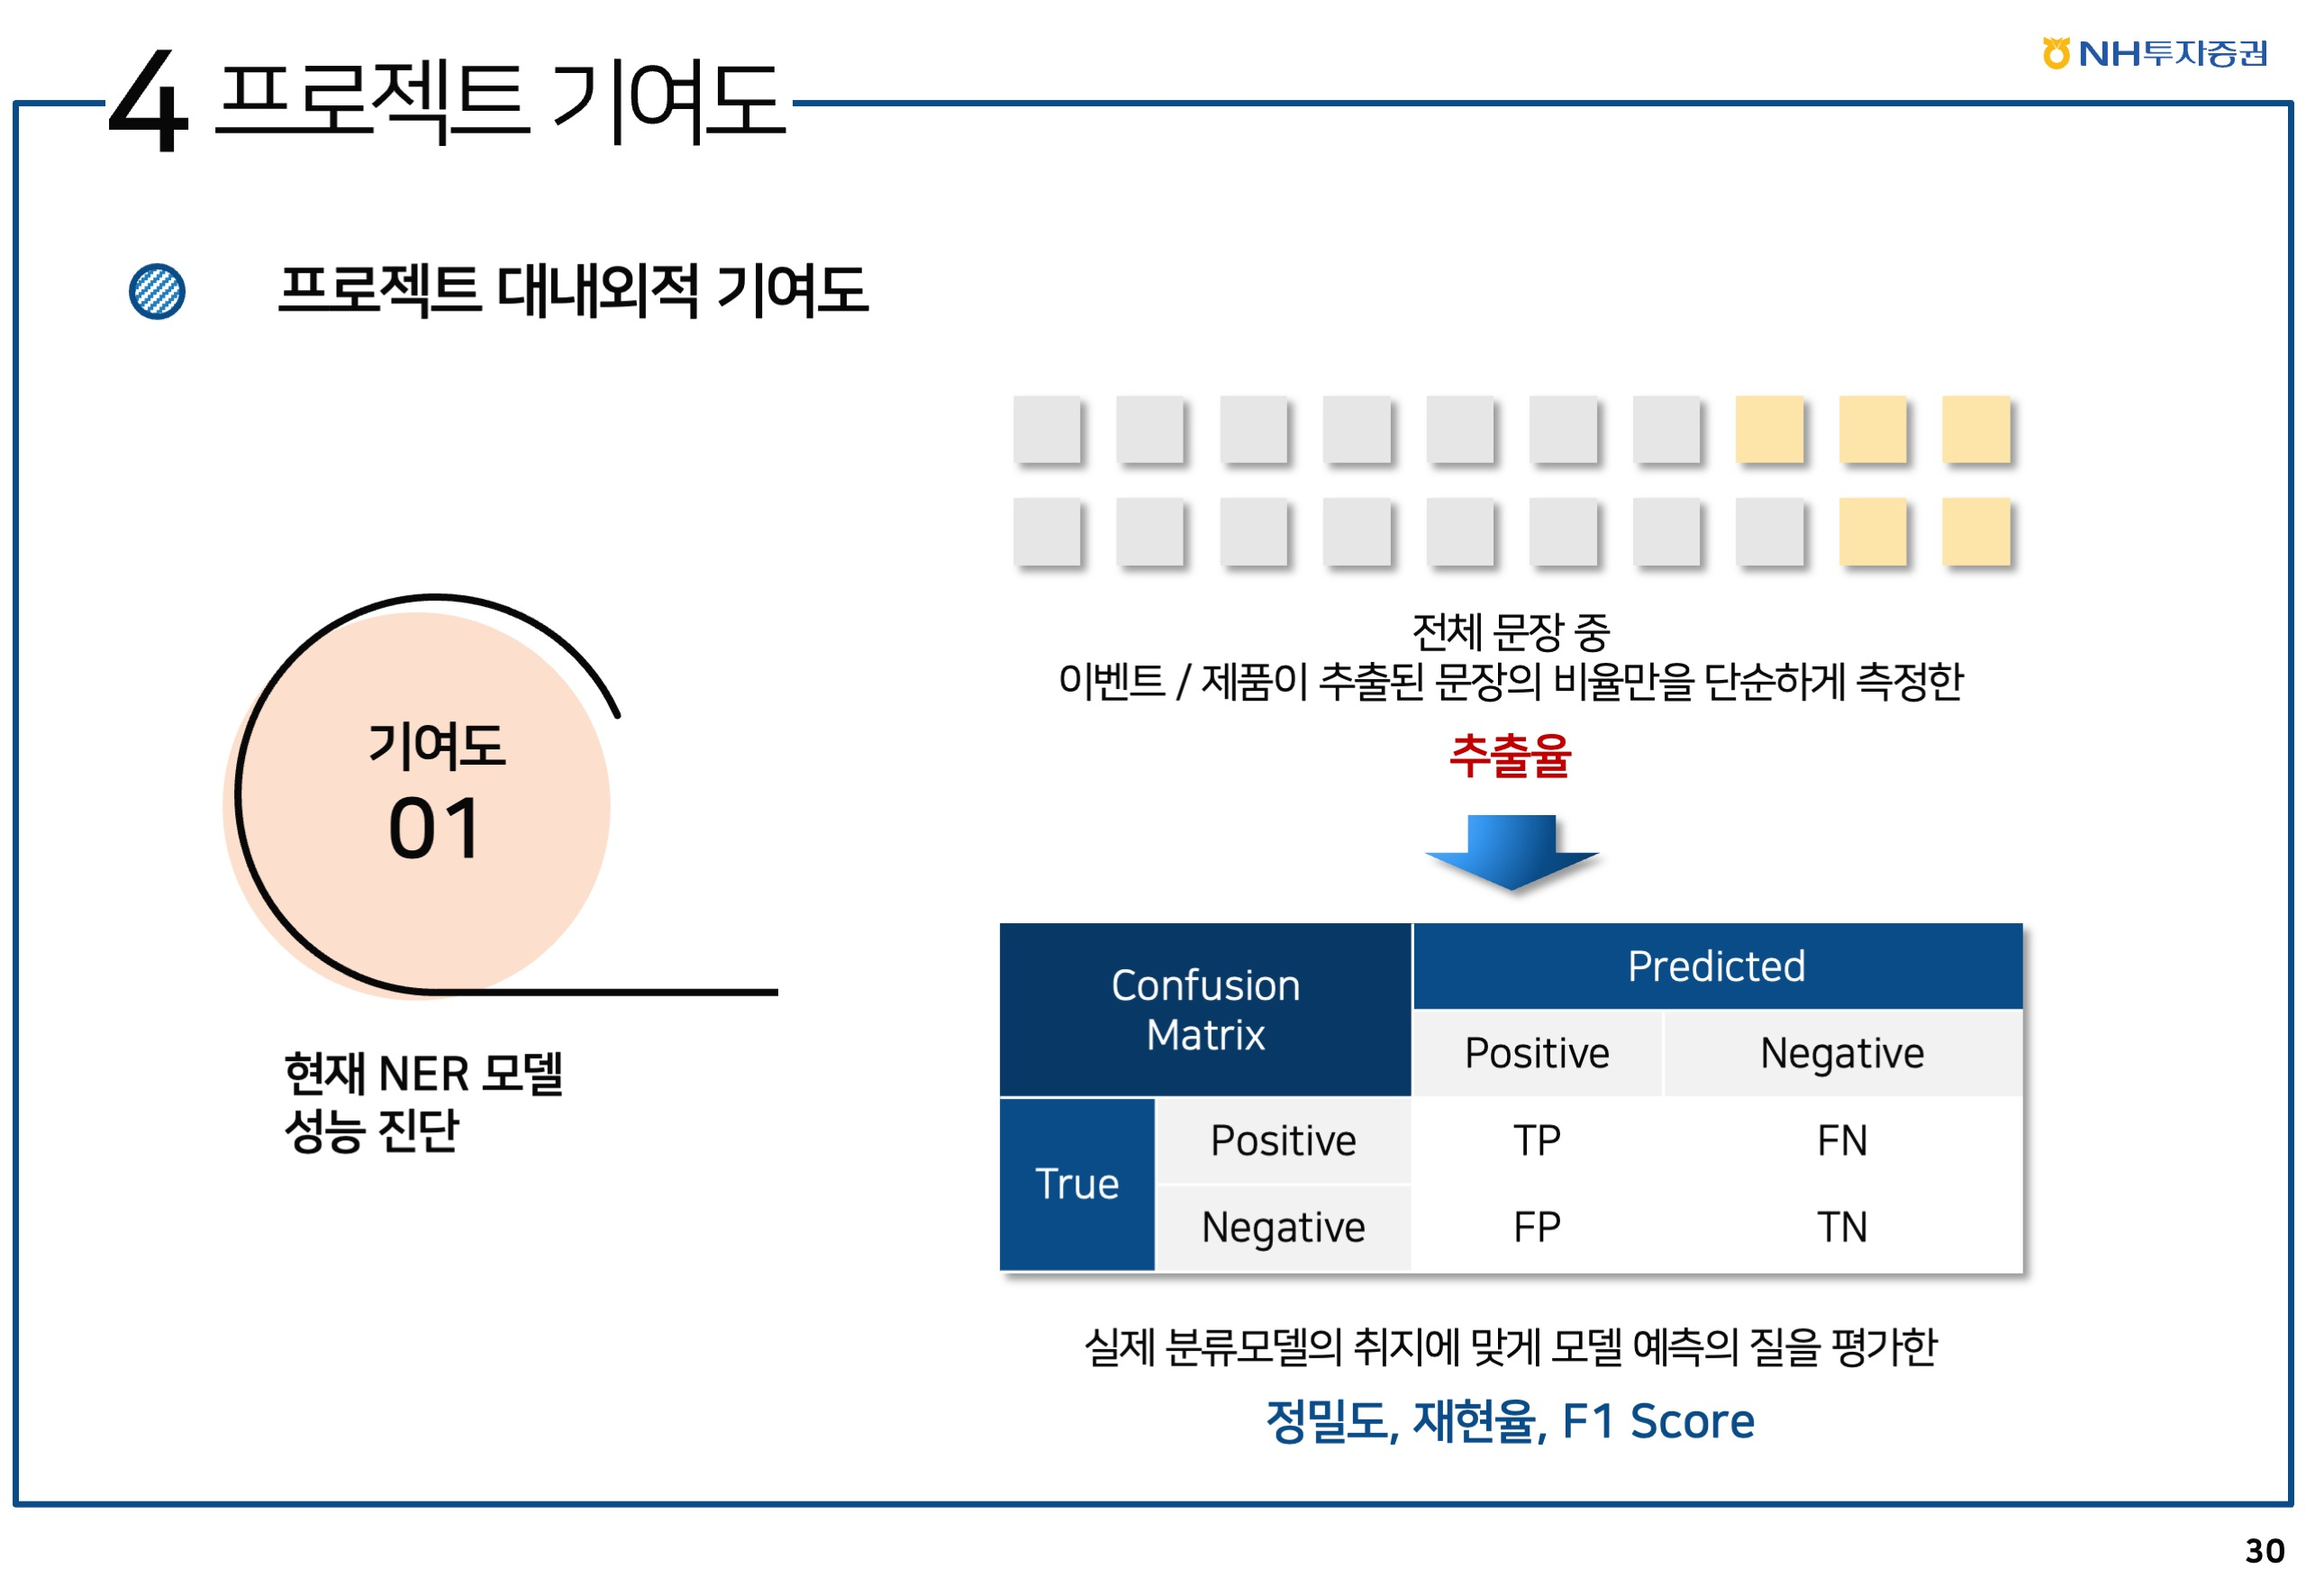 4 프로젝트 기여도
NH투자증권
프로젝트 대내외적 기여도
기여도
01
현재 NER 모델
성능 진단
전체 문장 중
이벤트 / 제품이 추출된 문장의 비율만을 단순하게 측정한
추출율
Confusion
Matrix
Predicted
Positive
Negative
True
Positive
TP
FN
Negative
FP
TN
실제 분류모델의 취지에 맞게 모델 예측의 질을 평가한
정밀도, 재현율, F1 Score
30